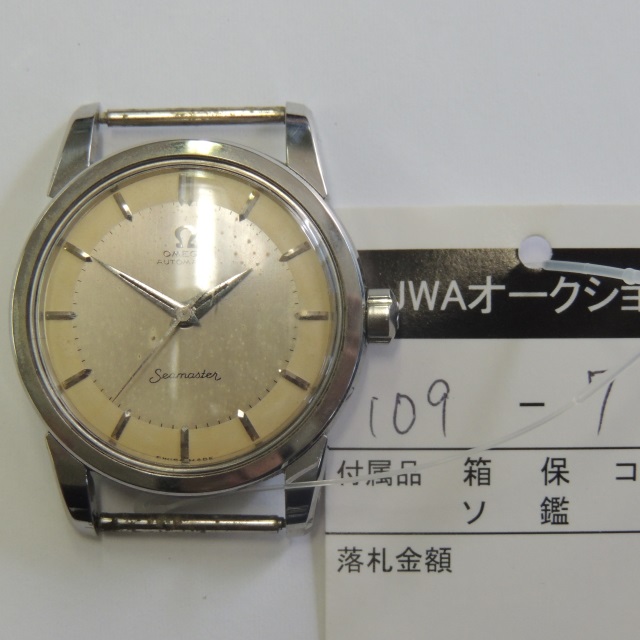 OMEGA
AUTOMATIC
Seamaster
SWISS MADE
JWAオークショ
109 - 7
付属品 箱 保 コ
ソ 鑑
落札金額